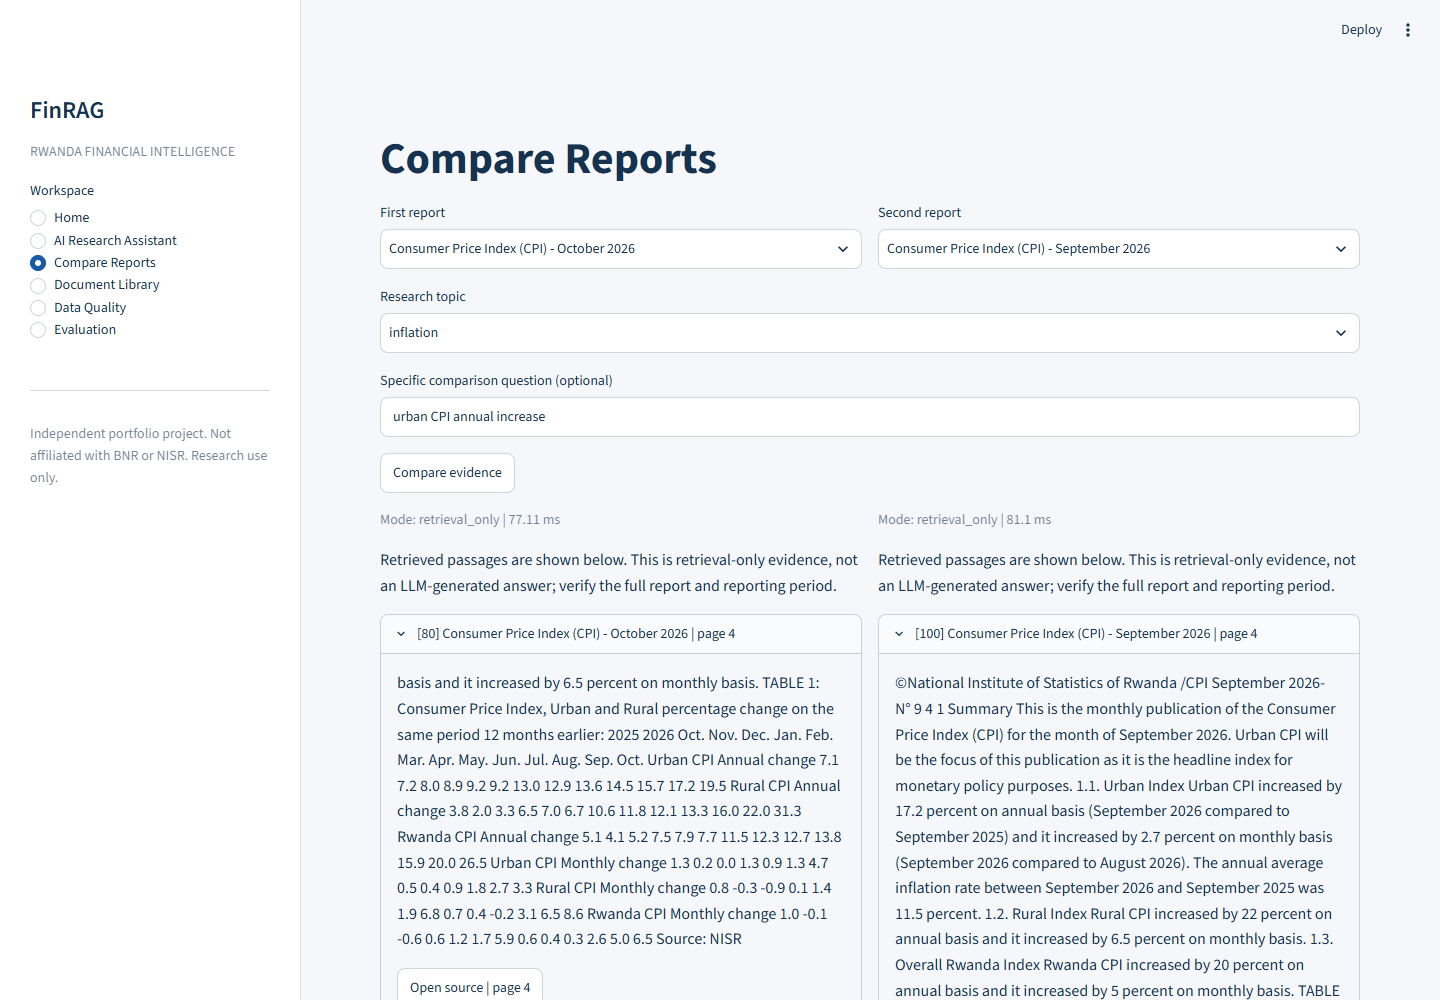 Deploy
FinRAG
RWANDA FINANCIAL INTELLIGENCE
Workspace
Home
AI Research Assistant
Compare Reports
Document Library
Data Quality
Evaluation
Independent portfolio project. Not
affiliated with BNR or NISR. Research use
only.
Compare Reports
First report
Consumer Price Index (CPI) - October 2026
Second report
Consumer Price Index (CPI) - September 2026
Research topic
inflation
Specific comparison question (optional)
urban CPI annual increase
Compare evidence
Mode: retrieval_only | 77.11 ms
Retrieved passages are shown below. This is retrieval-only evidence, not
an LLM-generated answer; verify the full report and reporting period.
[80] Consumer Price Index (CPI) - October 2026 | page 4
basis and it increased by 6.5 percent on monthly basis. TABLE 1:
Consumer Price Index, Urban and Rural percentage change on the
same period 12 months earlier: 2025 2026 Oct. Nov. Dec. Jan. Feb.
Mar. Apr. May. Jun. Jul. Aug. Sep. Oct. Urban CPI Annual change 7.1
7.2 8.0 8.9 9.2 9.2 13.0 12.9 13.6 14.5 15.7 17.2 19.5 Rural CPI Annual
change 3.8 2.0 3.3 6.5 7.0 6.7 10.6 11.8 12.1 13.3 16.0 22.0 31.3
Rwanda CPI Annual change 5.1 4.1 5.2 7.5 7.9 7.7 11.5 12.3 12.7 13.8
15.9 20.0 26.5 Urban CPI Monthly change 1.3 0.2 0.0 1.3 0.9 1.3 4.7
0.5 0.4 0.9 1.8 2.7 3.3 Rural CPI Monthly change 0.8 -0.3 -0.9 0.1 1.4
1.9 6.8 0.7 0.4 -0.2 3.1 6.5 8.6 Rwanda CPI Monthly change 1.0 -0.1
-0.6 0.6 1.2 1.7 5.9 0.6 0.4 0.3 2.6 5.0 6.5 Source: NISR
Open source | page 4
Mode: retrieval_only | 81.1 ms
Retrieved passages are shown below. This is retrieval-only evidence, not
an LLM-generated answer; verify the full report and reporting period.
[100] Consumer Price Index (CPI) - September 2026 | page 4
©National Institute of Statistics of Rwanda /CPI September 2026-
N° 9 4 1 Summary This is the monthly publication of the Consumer
Price Index (CPI) for the month of September 2026. Urban CPI will
be the focus of this publication as it is the headline index for
monetary policy purposes. 1.1. Urban Index Urban CPI increased by
17.2 percent on annual basis (September 2026 compared to
September 2025) and it increased by 2.7 percent on monthly basis
(September 2026 compared to August 2026). The annual average
inflation rate between September 2026 and September 2025 was
11.5 percent. 1.2. Rural Index Rural CPI increased by 22 percent on
annual basis and it increased by 6.5 percent on monthly basis. 1.3.
Overall Rwanda Index Rwanda CPI increased by 20 percent on
annual basis and it increased by 5 percent on monthly basis. TABLE